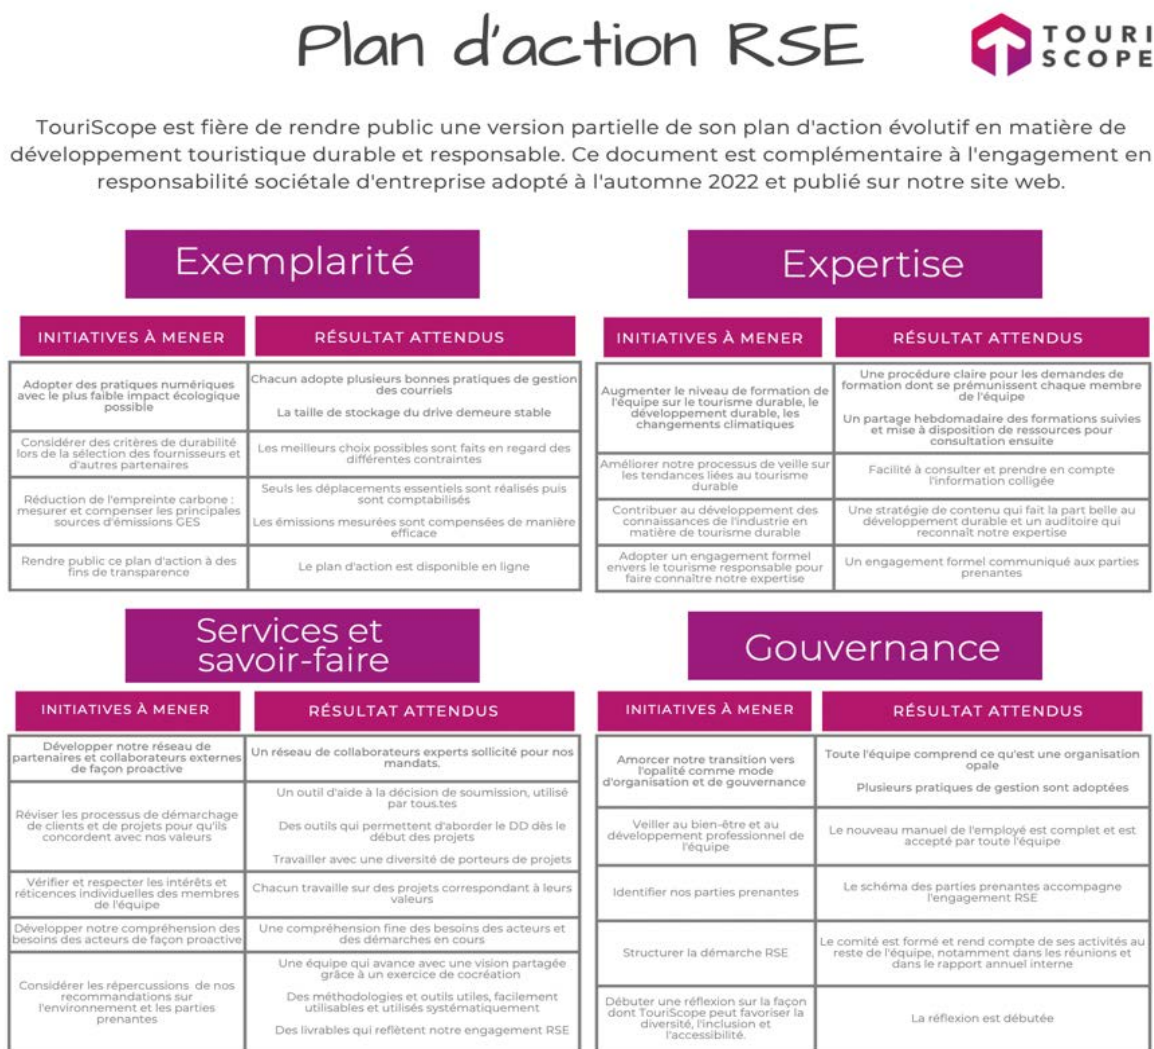 Plan d'action RSE
TOURI
SCOPE
TouriScope est fière de rendre public une version partielle de son plan d'action évolutif en matière de
développement touristique durable et responsable. Ce document est complémentaire à l'engagement en
responsabilité sociétale d'entreprise adopté à l'automne 2022 et publié sur notre site web.
Exemplarité
INITIATIVES À MENER
RÉSULTAT ATTENDUS
Adopter des pratiques numériques
avec le plus faible impact écologique
possible
Chacun adopte plusieurs bonnes pratiques de gestion
des courriels
La taille de stockage du drive demeure stable
Considérer des critères de durabilité
lors de la sélection des fournisseurs et
d'autres partenaires
Les meilleurs choix possibles sont faits en regard des
différentes contraintes
Réduction de l'empreinte carbone :
mesurer et compenser les principales
sources d'émissions GES
Seuls les déplacements essentiels sont réalisés puis
sont comptabilisés
Les émissions mesurées sont compensées de manière
efficace
Rendre public ce plan d'action à des
fins de transparence
Le plan d'action est disponible en ligne
Expertise
INITIATIVES À MENER
RÉSULTAT ATTENDUS
Augmenter le niveau de formation de
l'équipe sur le tourisme durable, le
développement durable, les
changements climatiques
Une procédure claire pour les demandes de
formation dont se prémunissent chaque membre
de l'équipe
Un partage hebdomadaire des formations suivies
et mise à disposition de ressources pour
consultation ensuite
Améliorer notre processus de veille sur
les tendances liées au tourisme
durable
Facilité à consulter et prendre en compte
l'information colligée
Contribuer au développement des
connaissances de l'industrie en
matière de tourisme durable
Une stratégie de contenu qui fait la part belle au
développement durable et un auditoire qui
reconnaît notre expertise
Adopter un engagement formel
envers le tourisme responsable pour
faire connaître notre expertise
Un engagement formel communiqué aux parties
prenantes
Services et
savoir-faire
INITIATIVES À MENER
RÉSULTAT ATTENDUS
Développer notre réseau de
partenaires et collaborateurs externes
de façon proactive
Un réseau de collaborateurs experts sollicité pour nos
mandats.
Réviser les processus de démarchage
de clients et de projets pour qu'ils
concordent avec nos valeurs
Un outil d'aide à la décision de soumission, utilisé
par tous.tes
Des outils qui permettent d'aborder le DD dès le
début des projets
Travailler avec une diversité de porteurs de projets
Vérifier et respecter les intérêts et
réticences individuelles des membres
de l'équipe
Chacun travaille sur des projets correspondant à leurs
valeurs
Développer notre compréhension des
besoins des acteurs de façon proactive
Une compréhension fine des besoins des acteurs et
des démarches en cours
Considérer les répercussions de nos
recommandations sur
l'environnement et les parties
prenantes
Une équipe qui avance avec une vision partagée
grâce à un exercice de cocréation
Des méthodologies et outils utiles, facilement
utilisables et utilisés systématiquement
Des livrables qui reflètent notre engagement RSE
Gouvernance
INITIATIVES À MENER
RÉSULTAT ATTENDUS
Amorcer notre transition vers
l'opalité comme mode
d'organisation et de gouvernance
Toute l'équipe comprend ce qu'est une organisation
opale
Plusieurs pratiques de gestion sont adoptées
Veiller au bien-être et au
développement professionnel de
l'équipe
Le nouveau manuel de l'employé est complet et est
accepté par toute l'équipe
Identifier nos parties prenantes
Le schéma des parties prenantes accompagne
l'engagement RSE
Structurer la démarche RSE
Le comité est formé et rend compte de ses activités au
reste de l'équipe, notamment dans les réunions et
dans le rapport annuel interne
Débuter une réflexion sur la façon
dont TouriScope peut favoriser la
diversité, l'inclusion et
l'accessibilité.
La réflexion est débutée